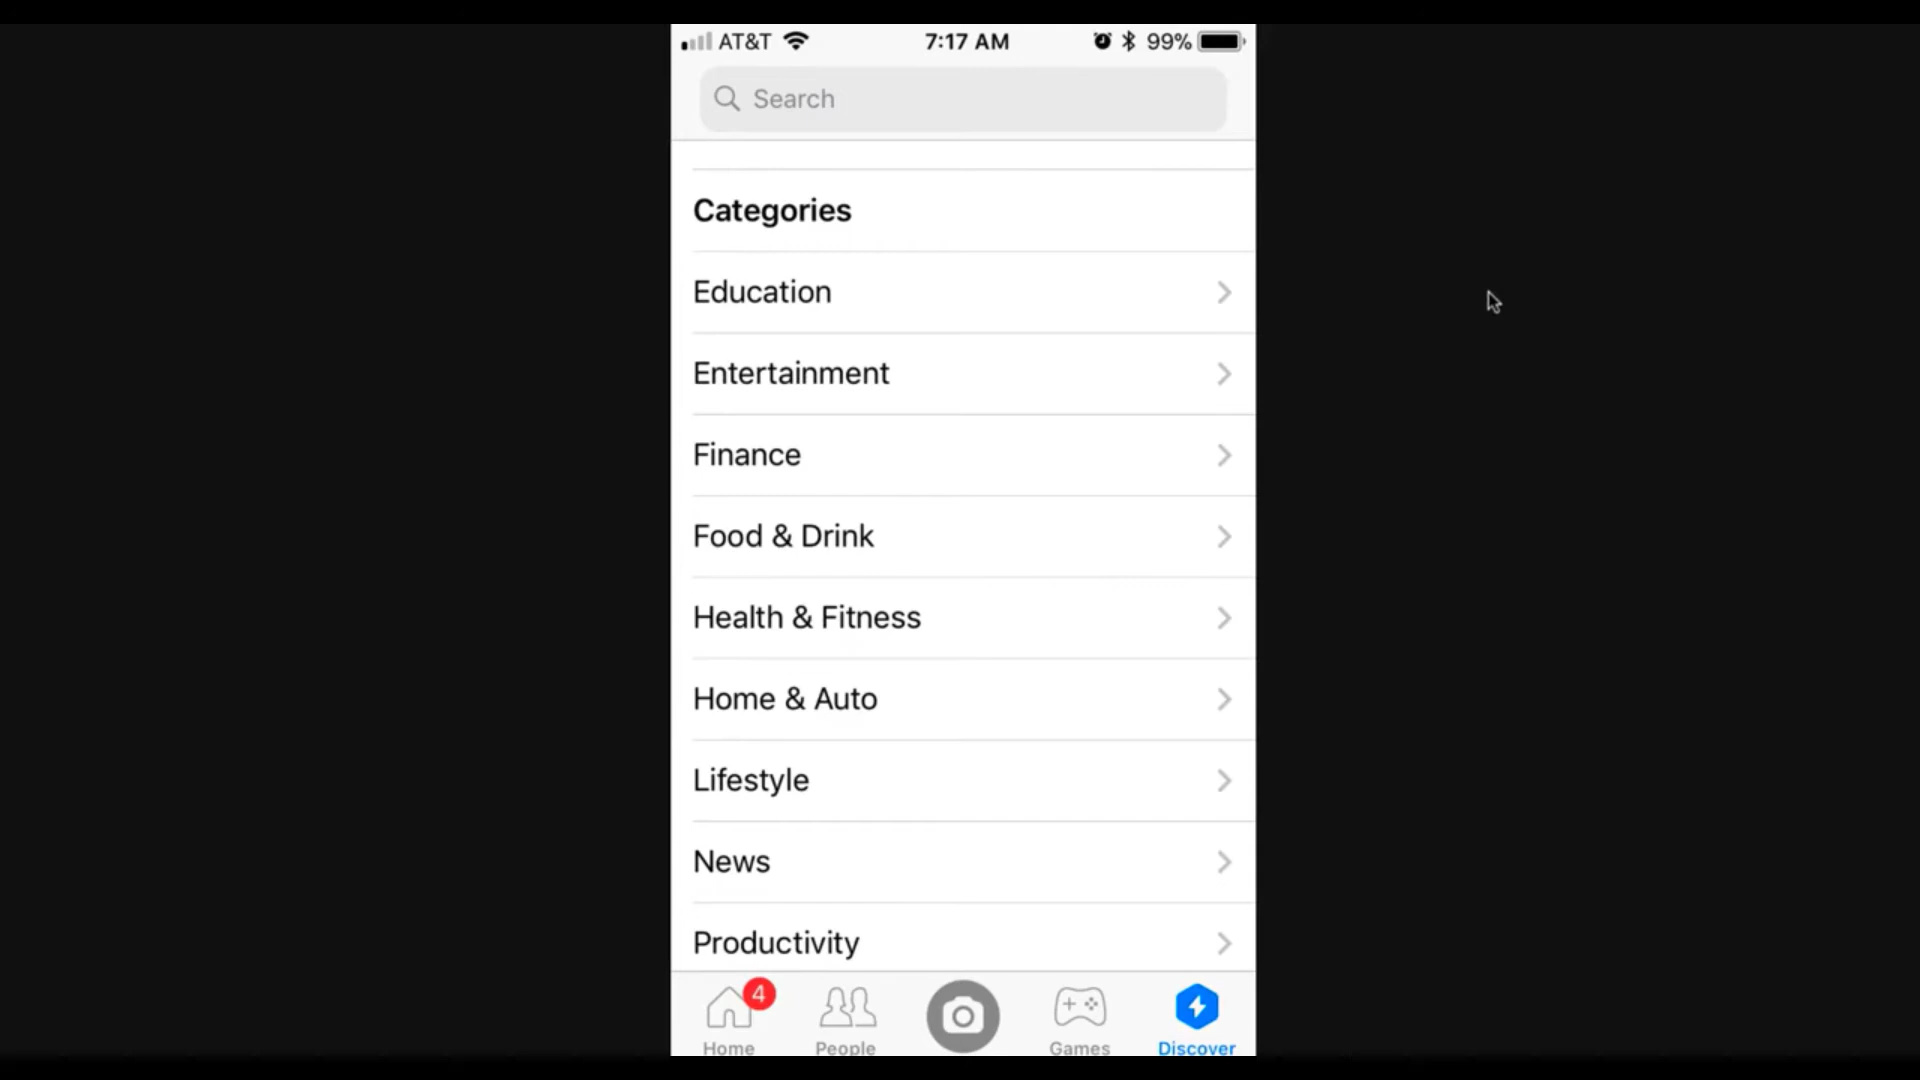 AT&T 7:17 AM 99%
Search
Categories
Education
Entertainment
Finance
Food & Drink
Health & Fitness
Home & Auto
Lifestyle
News
Productivity
4
Home People Games Discover